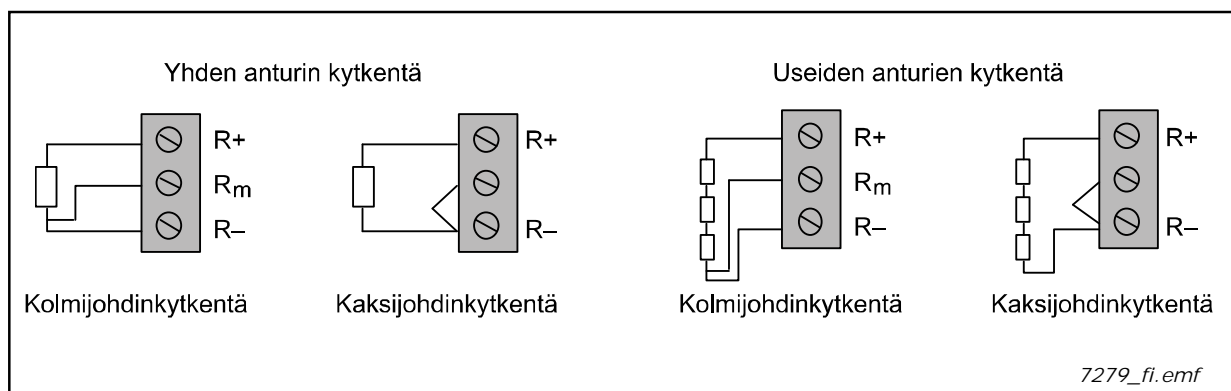 Yhden anturin kytkentä
R+
Rm
R–
Kolmijohdinkytkentä
R+
R–
Kaksijohdinkytkentä
Useiden anturien kytkentä
R+
Rm
R–
Kolmijohdinkytkentä
R+
R–
Kaksijohdinkytkentä
7279_fi.emf